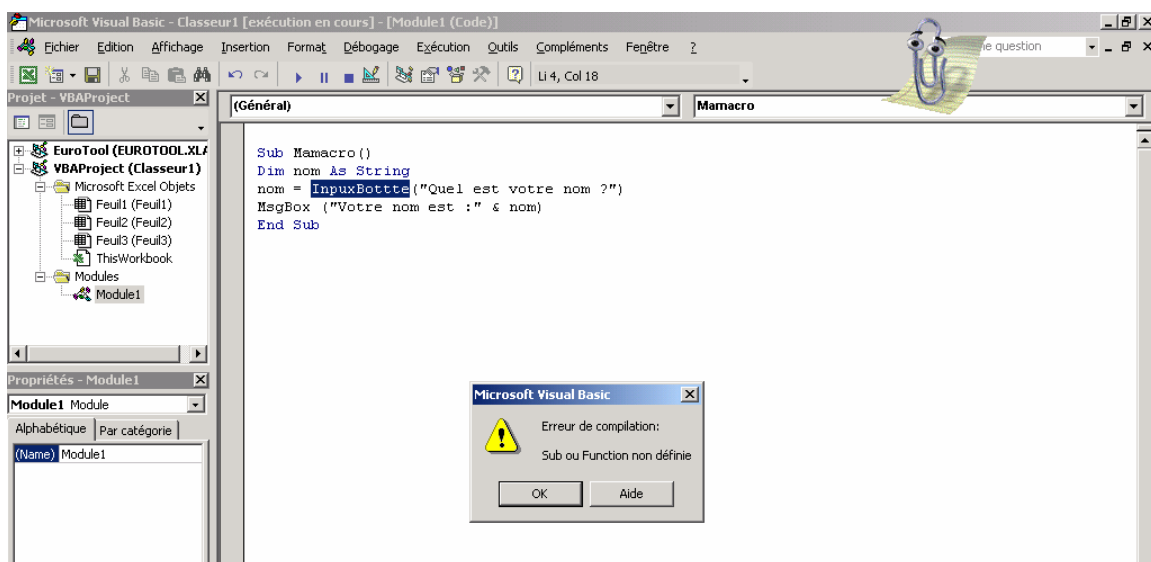 Microsoft Visual Basic - Classeur1 [exécution en cours] - [Module1 (Code)]
Fichier Edition Affichage Insertion Format Débogage Exécution Outils Compléments Fenêtre ?
question
Li 4, Col 18
Projet - VBAProject
(Général)
Mamacro
EuroTool (EUROTOOL.XLA
VBAProject (Classeur1)
Microsoft Excel Objets
Feuil1 (Feuil1)
Feuil2 (Feuil2)
Feuil3 (Feuil3)
ThisWorkbook
Modules
Module1
Sub Mamacro()
Dim nom As String
nom = InpuxBottte("Quel est votre nom ?")
MsgBox ("Votre nom est :" & nom)
End Sub
Propriétés - Module1
Module1 Module
Alphabétique Par catégorie
(Name) Module1
Microsoft Visual Basic
Erreur de compilation:
Sub ou Function non définie
OK Aide